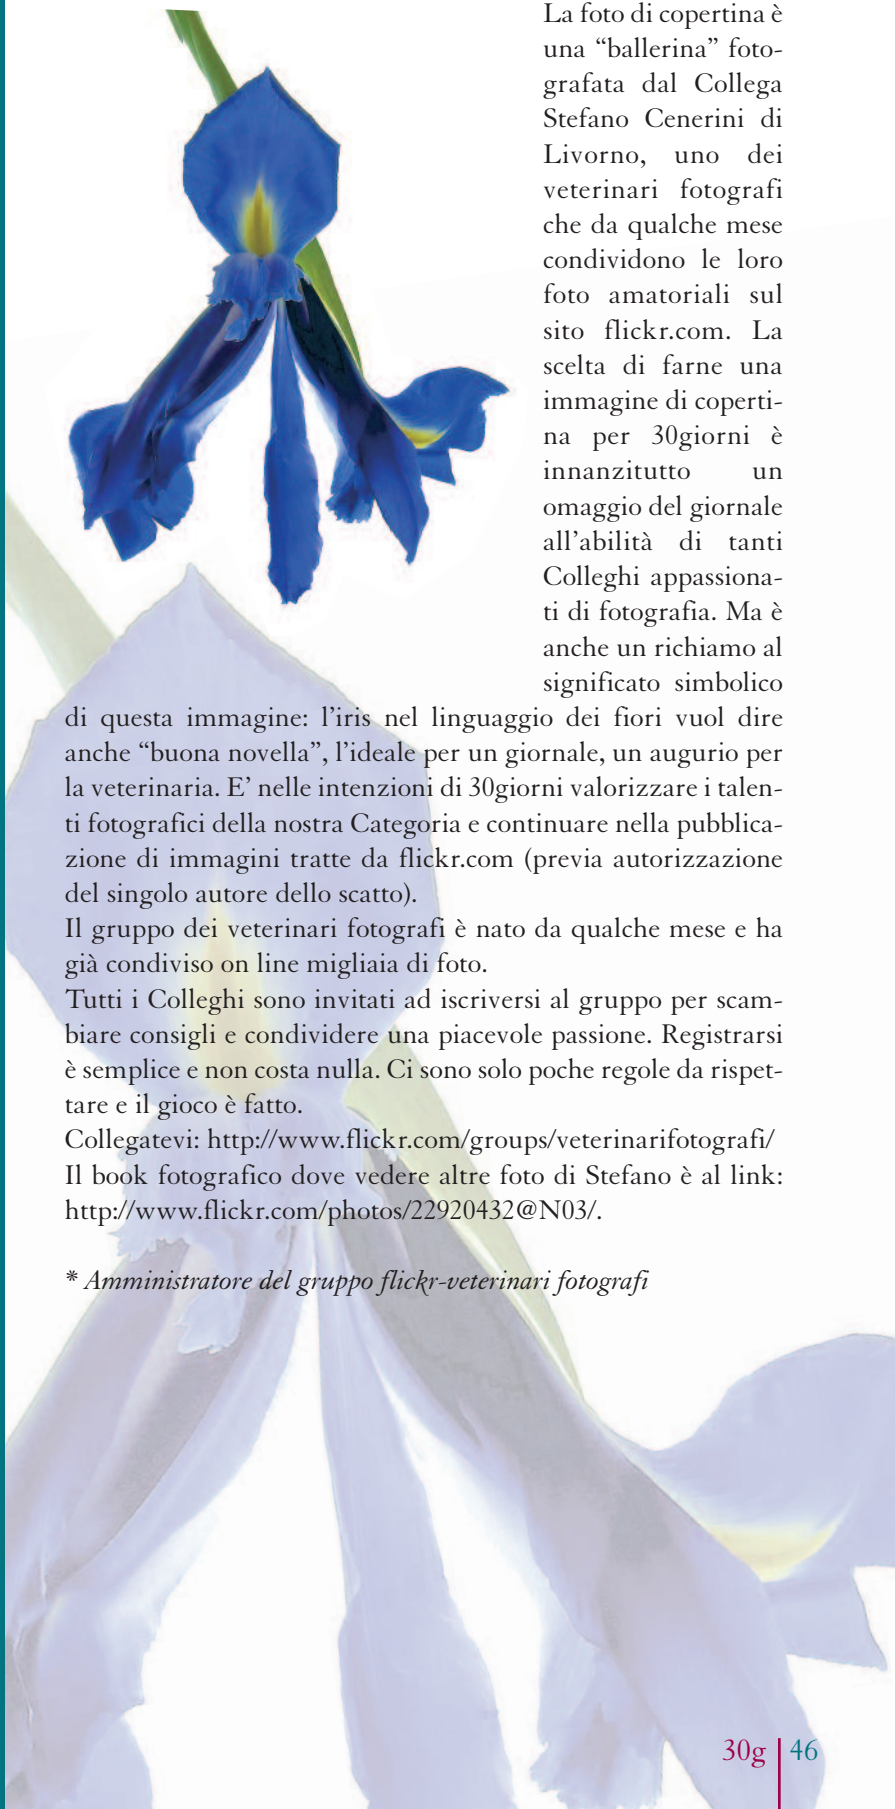 La foto di copertina è
una “ballerina” foto-
grafata dal Collega
Stefano Cenerini di
Livorno, uno dei
veterinari fotografi
che da qualche mese
condividono le loro
foto amatoriali sul
sito flickr.com. La
scelta di farne una
immagine di coperti-
na per 30giorni è
innanzitutto un
omaggio del giornale
all’abilità di tanti
Colleghi appassiona-
ti di fotografia. Ma è
anche un richiamo al
significato simbolico
di questa immagine: l’iris nel linguaggio dei fiori vuol dire
anche “buona novella”, l’ideale per un giornale, un augurio per
la veterinaria. E’ nelle intenzioni di 30giorni valorizzare i talen-
ti fotografici della nostra Categoria e continuare nella pubblica-
zione di immagini tratte da flickr.com (previa autorizzazione
del singolo autore dello scatto).
Il gruppo dei veterinari fotografi è nato da qualche mese e ha
già condiviso on line migliaia di foto.
Tutti i Colleghi sono invitati ad iscriversi al gruppo per scam-
biare consigli e condividere una piacevole passione. Registrarsi
è semplice e non costa nulla. Ci sono solo poche regole da rispet-
tare e il gioco è fatto.
Collegatevi: http://www.flickr.com/groups/veterinarifotografi/
Il book fotografico dove vedere altre foto di Stefano è al link:
http://www.flickr.com/photos/22920432@N03/.
* Amministratore del gruppo flickr-veterinari fotografi
30g | 46